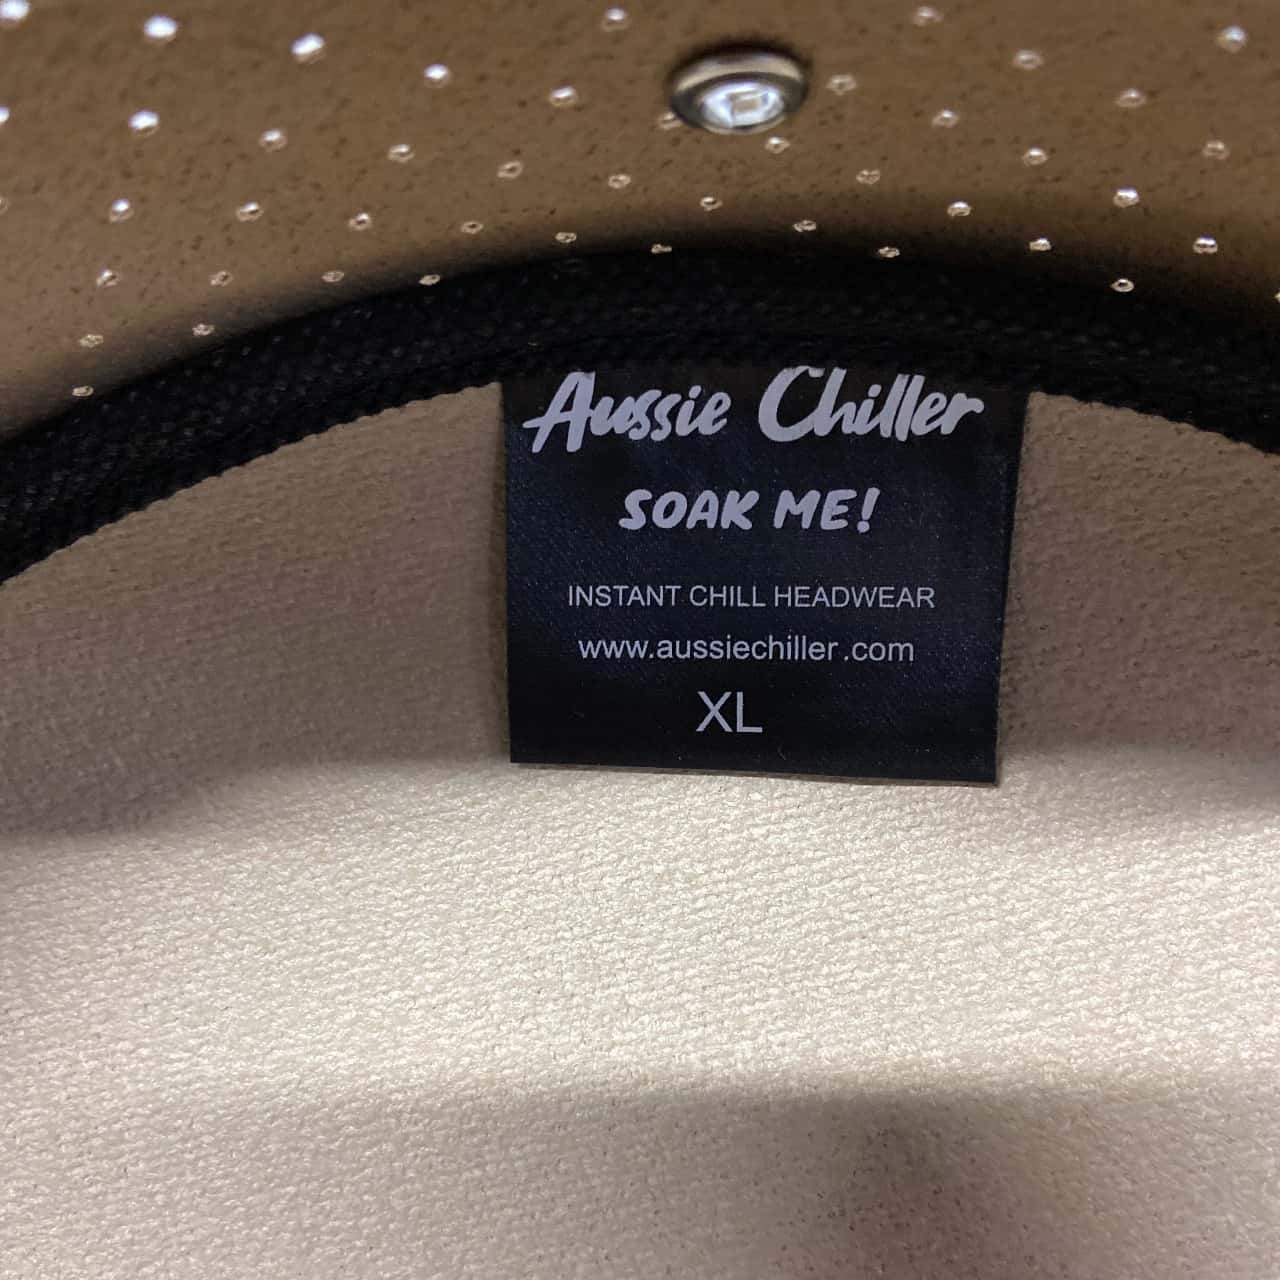 Aussie Chiller
SOAK ME!
INSTANT CHILL HEADWEAR
www.aussiechiller.com
XL